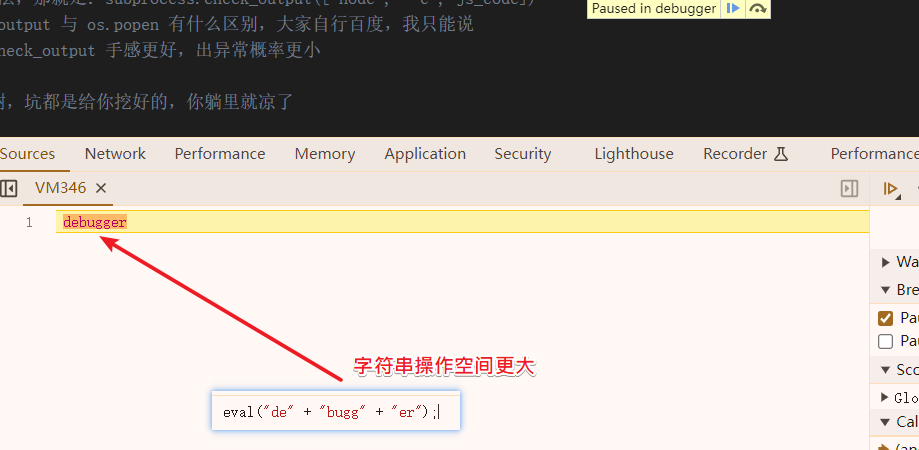 么，那就是：subprocess.check_output(['node', '-e', js_code])
output 与 os.popen 有什么区别，大家自行百度，我只能说
check_output 手感更好，出异常概率更小
坑都是给你挖好的，你躺里就凉了
Paused in debugger
Sources Network Performance Memory Application Security Lighthouse Recorder Performance
VM346 ×
1 debugger
字符串操作空间更大
eval("de" + "bugg" + "er");
Wa
Bre
Pau
Pau
Sco
Glo
Cal
(an